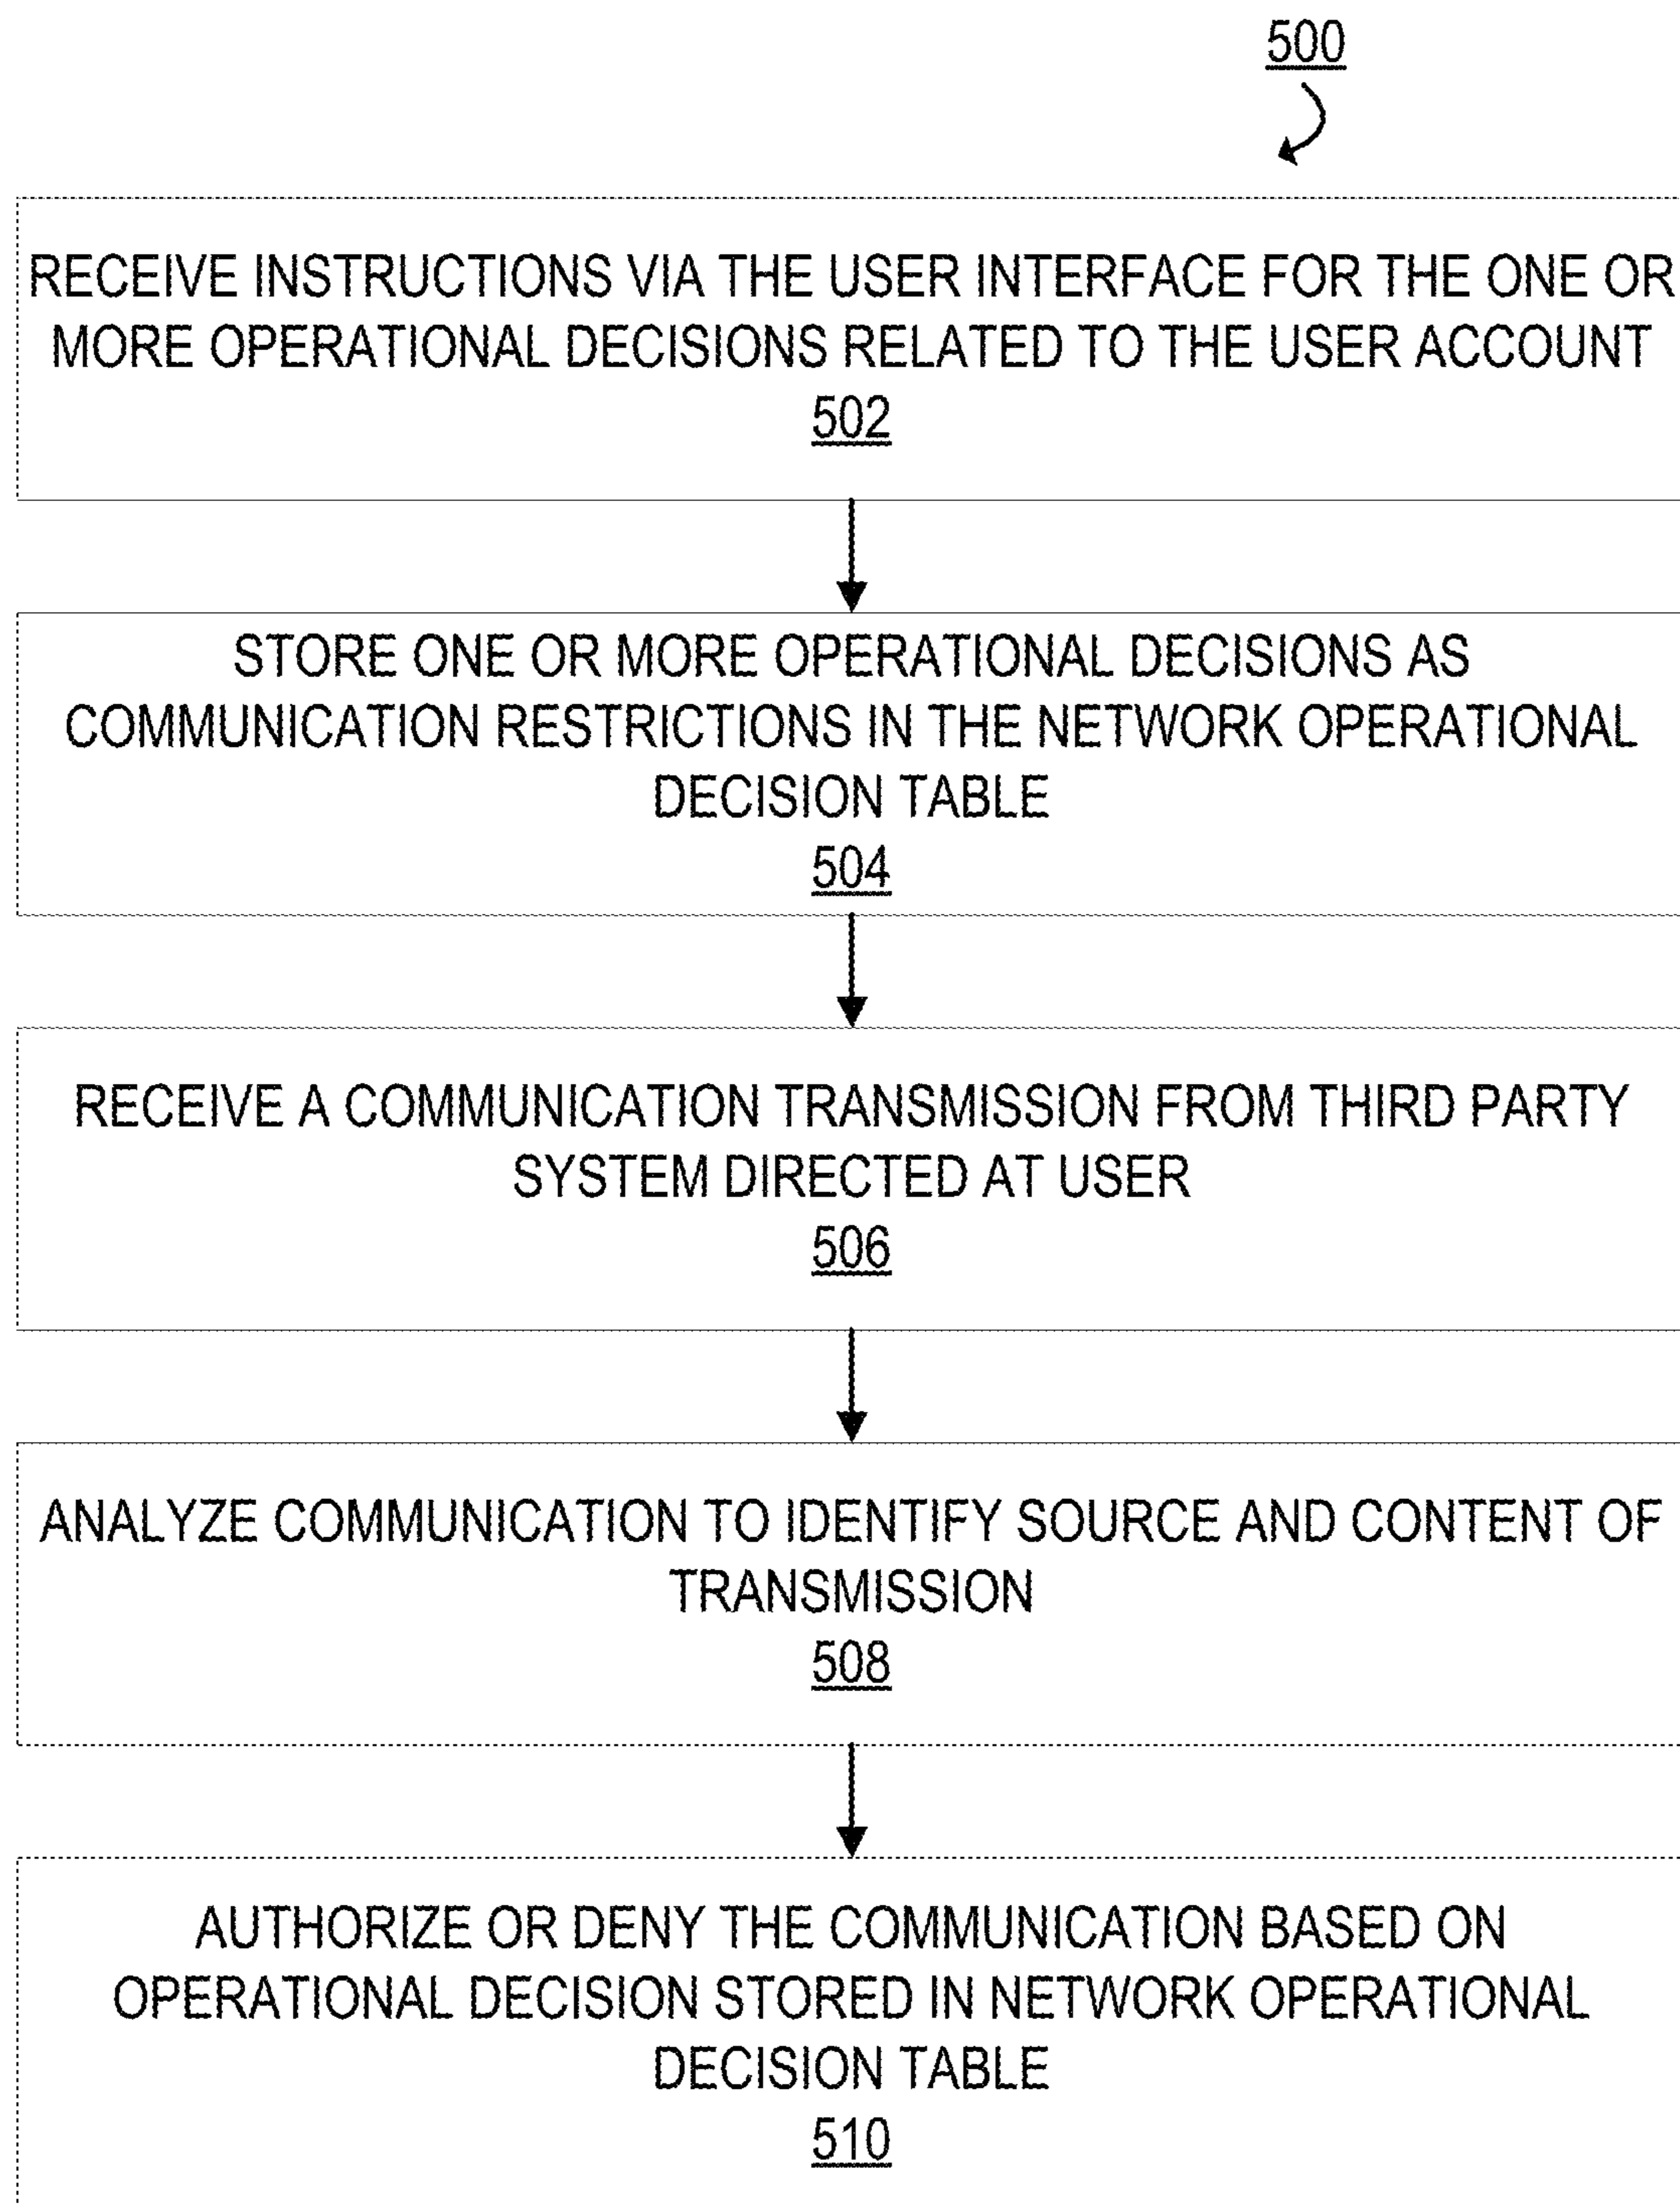 500
RECEIVE INSTRUCTIONS VIA THE USER INTERFACE FOR THE ONE OR
MORE OPERATIONAL DECISIONS RELATED TO THE USER ACCOUNT
502
STORE ONE OR MORE OPERATIONAL DECISIONS AS
COMMUNICATION RESTRICTIONS IN THE NETWORK OPERATIONAL
DECISION TABLE
504
RECEIVE A COMMUNICATION TRANSMISSION FROM THIRD PARTY
SYSTEM DIRECTED AT USER
506
ANALYZE COMMUNICATION TO IDENTIFY SOURCE AND CONTENT OF
TRANSMISSION
508
AUTHORIZE OR DENY THE COMMUNICATION BASED ON
OPERATIONAL DECISION STORED IN NETWORK OPERATIONAL
DECISION TABLE
510